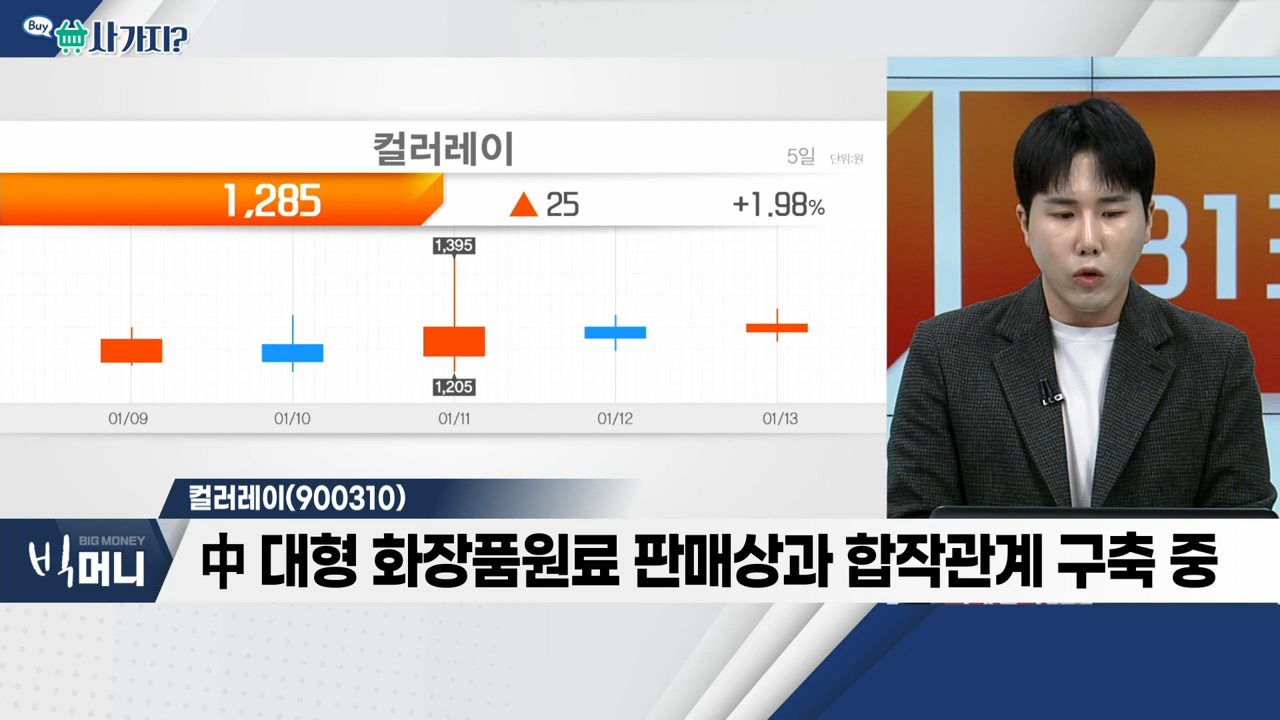 Buy
사가지?
컬러레이
5일 단위:원
1,285 ▲ 25 +1.98%
1,395
1,205
01/09 01/10 01/11 01/12 01/13
31
컬러레이(900310)
BIG MONEY
빅머니
中 대형 화장품원료 판매상과 합작관계 구축 중